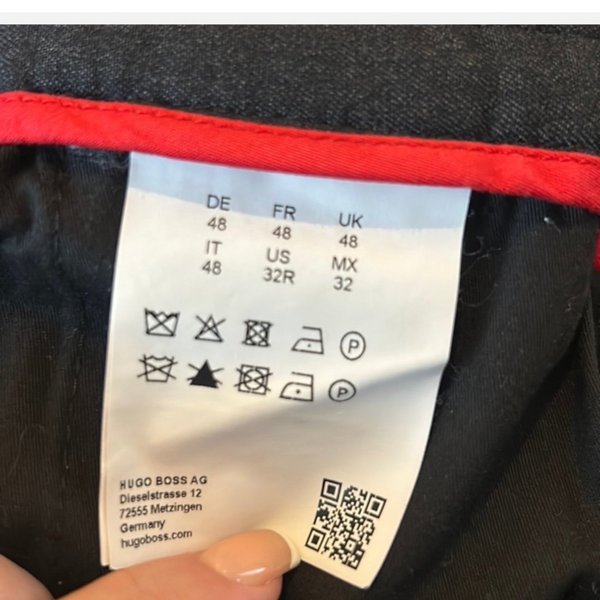 DE FR UK
48 48 48
IT US MX
48 32R 32
P
P
HUGO BOSS AG
Dieselstrasse 12
72555 Metzingen
Germany
hugoboss.com